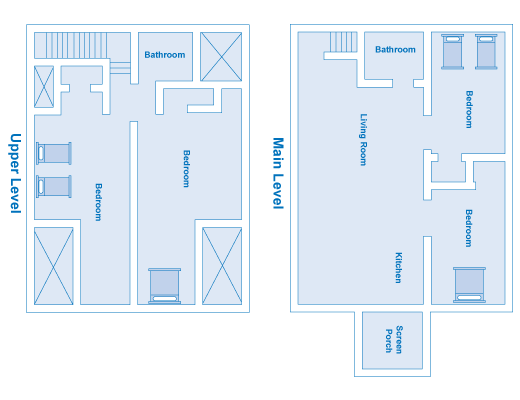 Upper Level
Bathroom
Bedroom
Bedroom
Main Level
Bathroom
Living Room
Bedroom
Bedroom
Kitchen
Screen
Porch